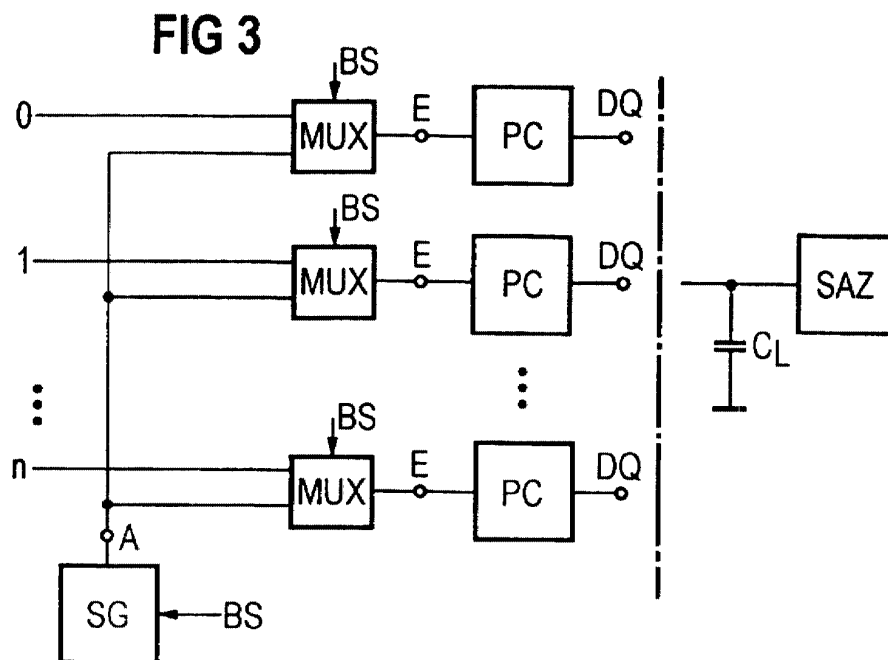 FIG 3
BS
0 MUX E PC DQ
BS
1 MUX E PC DQ
SAZ
CL
BS
n MUX E PC DQ
A
SG BS